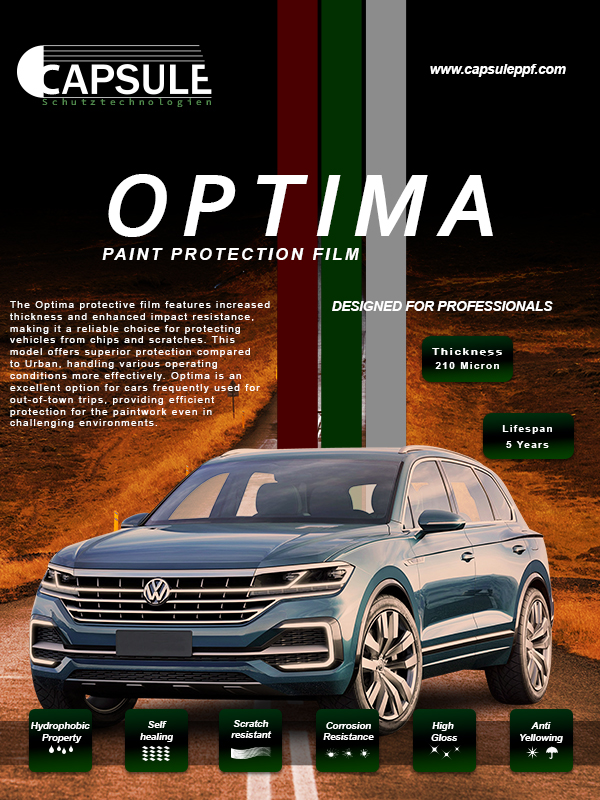 CAPSULE
Schutztechnologien
www.capsuleppf.com
OPTIMA
PAINT PROTECTION FILM
The Optima protective film features increased
thickness and enhanced impact resistance,
making it a reliable choice for protecting
vehicles from chips and scratches. This
model offers superior protection compared
to Urban, handling various operating
conditions more effectively. Optima is an
excellent option for cars frequently used for
out-of-town trips, providing efficient
protection for the paintwork even in
challenging environments.
DESIGNED FOR PROFESSIONALS
Thickness
210 Micron
Lifespan
5 Years
Hydrophobic
Property
Self
healing
Scratch
resistant
Corrosion
Resistance
High
Gloss
Anti
Yellowing